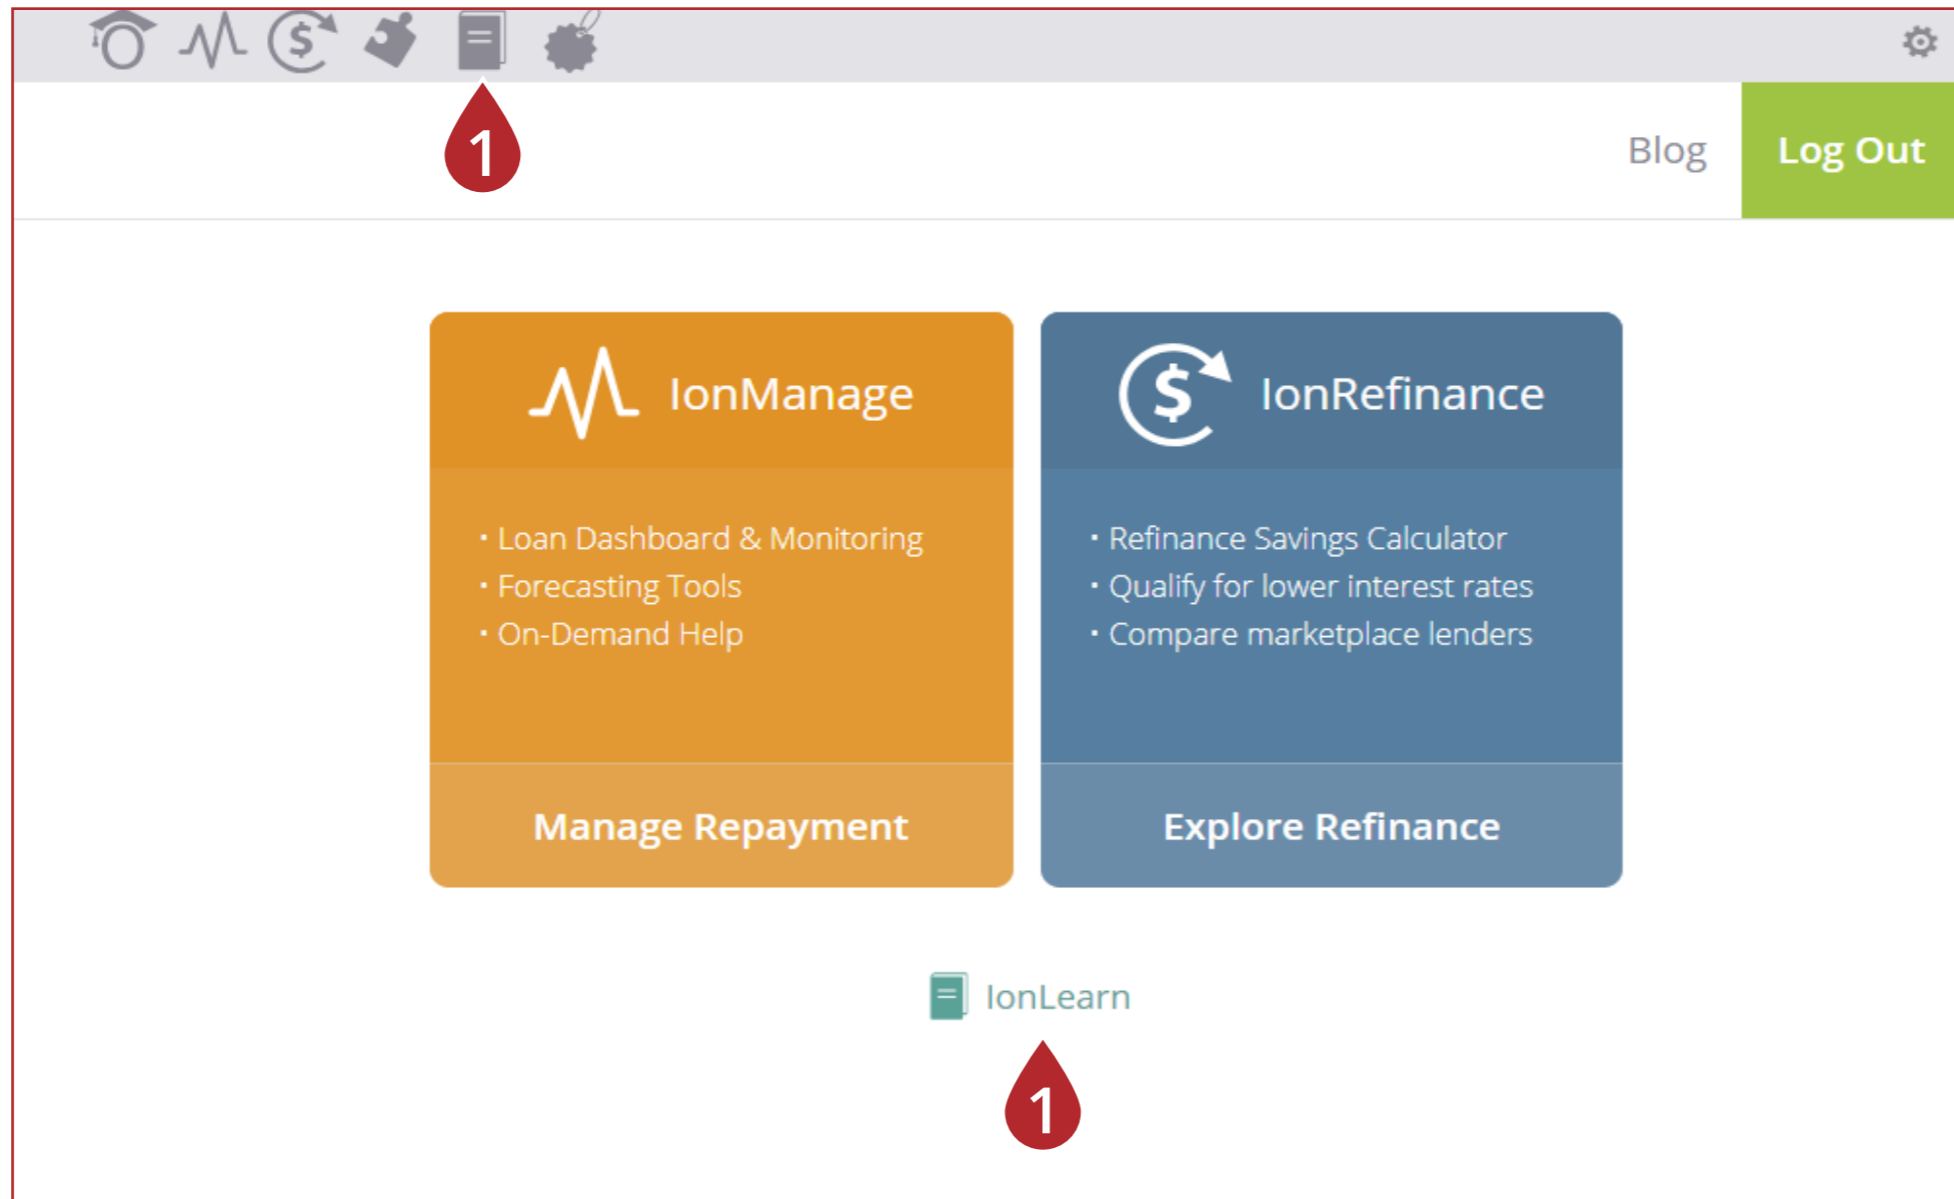 1
Blog
Log Out
IonManage
• Loan Dashboard & Monitoring
• Forecasting Tools
• On-Demand Help
Manage Repayment
$ IonRefinance
• Refinance Savings Calculator
• Qualify for lower interest rates
• Compare marketplace lenders
Explore Refinance
IonLearn
1